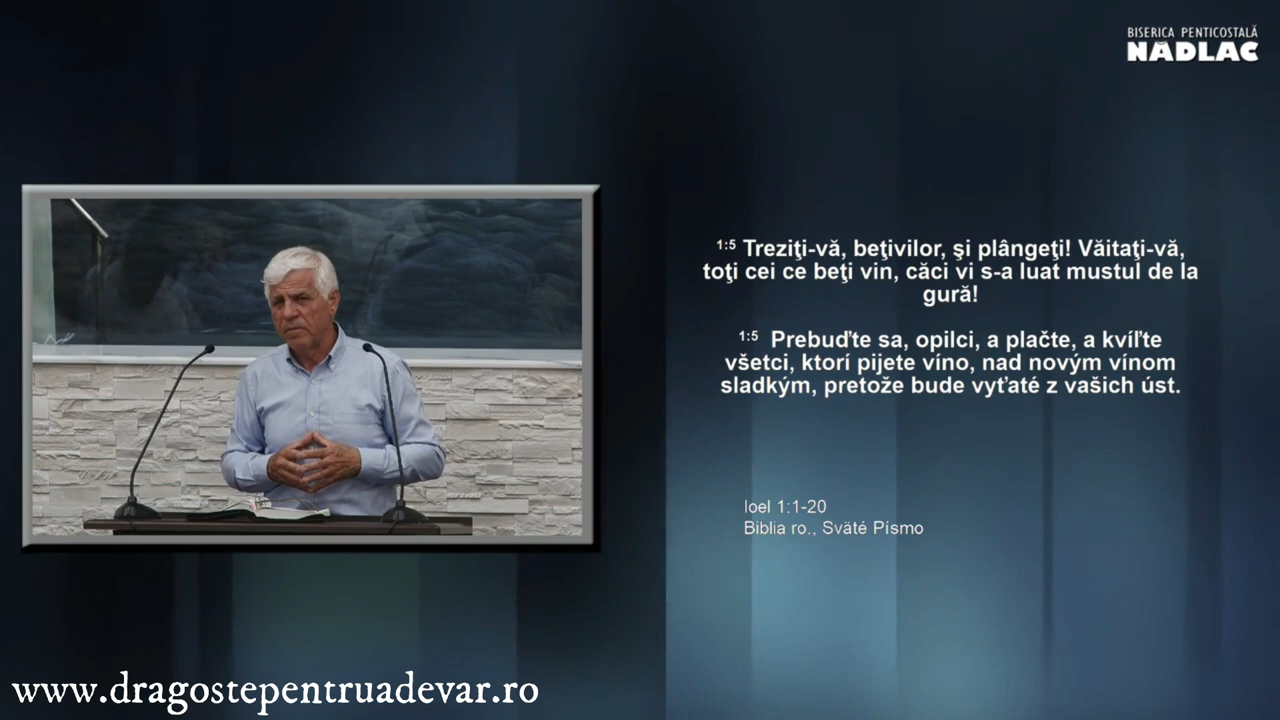 BISERICA PENTICOSTALĂ
NĂDLAC
1:5 Treziţi-vă, beţivilor, şi plângeţi! Văitaţi-vă,
toţi cei ce beţi vin, căci vi s-a luat mustul de la
gură!
1:5 Prebuďte sa, opilci, a plačte, a kvíľte
všetci, ktorí pijete víno, nad novým vínom
sladkým, pretože bude vyťaté z vašich úst.
Ioel 1:1-20
Biblia ro., Sväté Písmo
www.dragostepentruadevar.ro